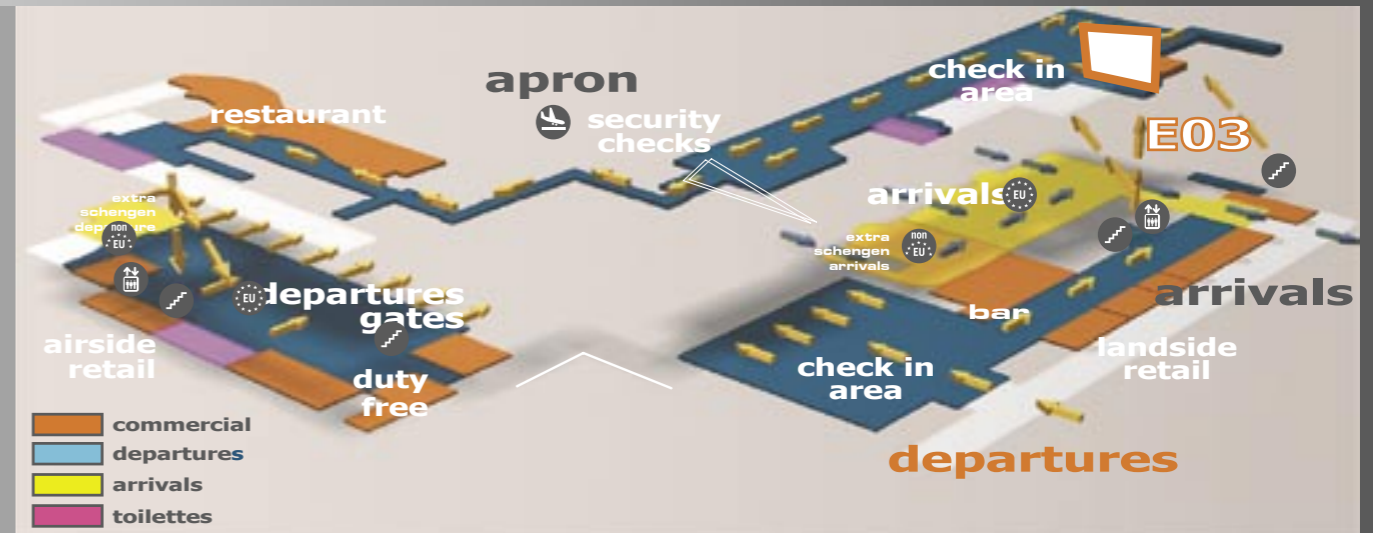 apron
check in
area
restaurant
security
checks
E03
arrivals
EU
extra
schengen
departure
non
EU
extra
schengen
arrivals
non
EU
departures
gates
EU
arrivals
bar
airside
retail
landside
retail
check in
area
duty
free
commercial
departures
arrivals
toilettes
departures